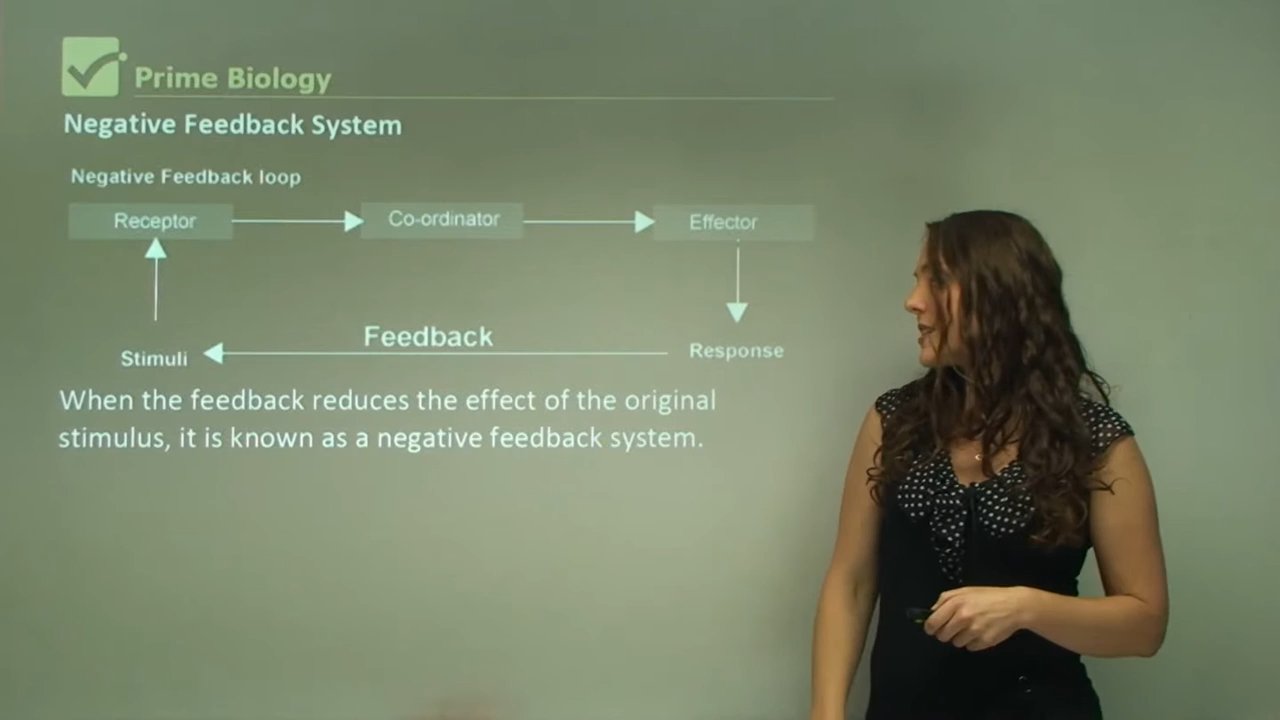 Prime Biology
Negative Feedback System
Negative Feedback loop
Receptor Co-ordinator Effector
Feedback
Stimuli Response
When the feedback reduces the effect of the original
stimulus, it is known as a negative feedback system.